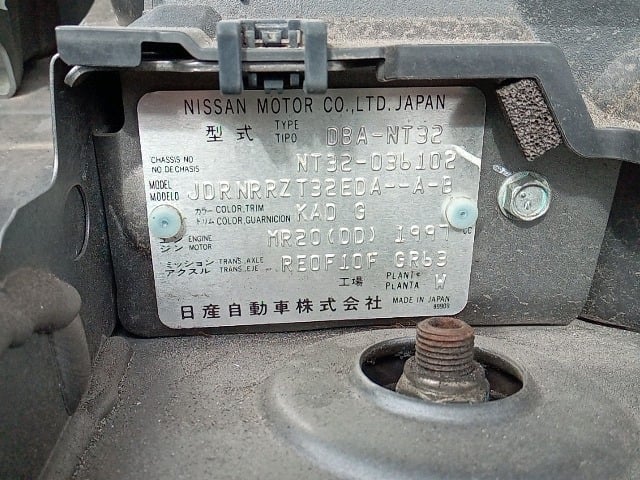 NISSAN MOTOR CO.,LTD. JAPAN
型式 TYPE TIPO DBA-NT32
CHASSIS NO NO DE CHASIS NT32-036102
MODEL MODELO JDRNRRZT32EDA--A-B
カラー トリム COLOR,TRIM COLOR,GUARNICION KAD G
エンジン ENGINE MOTOR MR20(DD) 1997 cc
ミッション アクスル TRANS.AXLE TRANS.EJE RE0F10F GR63
工場 PLANT PLANTA W
日産自動車株式会社 MADE IN JAPAN